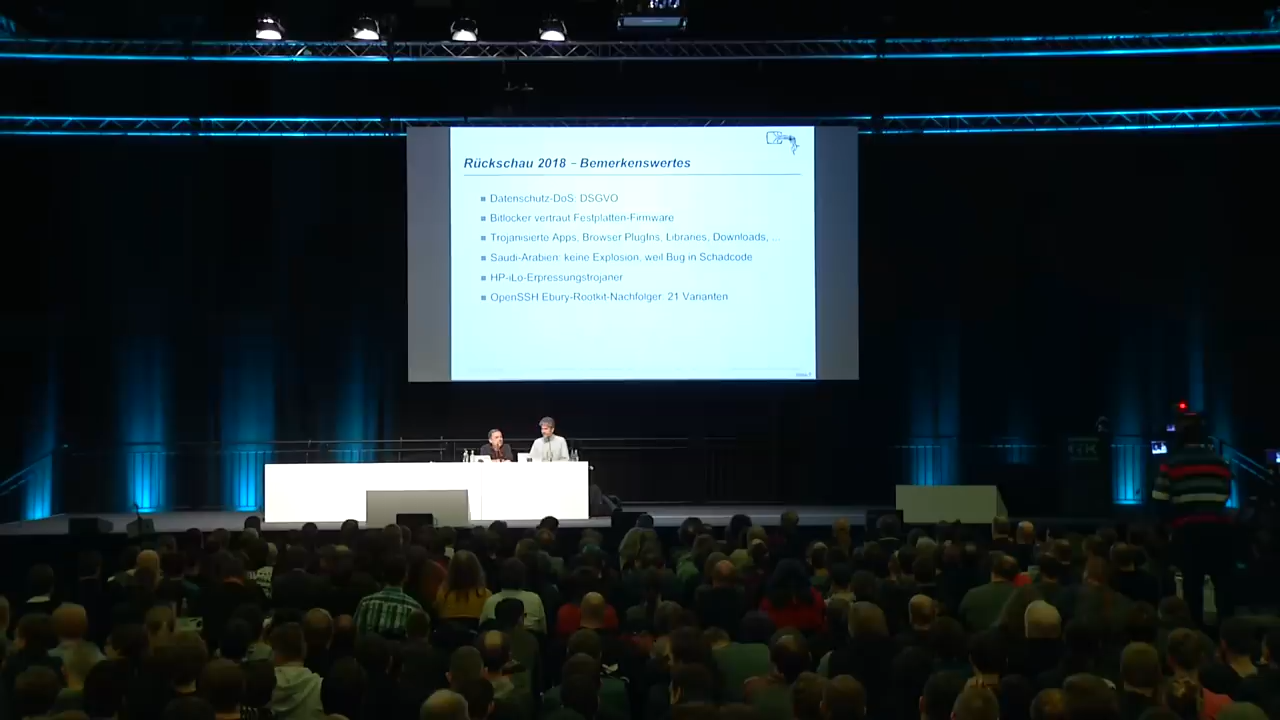 Rückschau 2018 – Bemerkenswertes
Datenschutz-DoS: DSGVO
Bitlocker vertraut Festplatten-Firmware
Trojanisierte Apps, Browser PlugIns, Libraries, Downloads, ...
Saudi-Arabien: keine Explosion, weil Bug in Schadcode
HP-iLo-Erpressungstrojaner
OpenSSH Ebury-Rootkit-Nachfolger: 21 Varianten